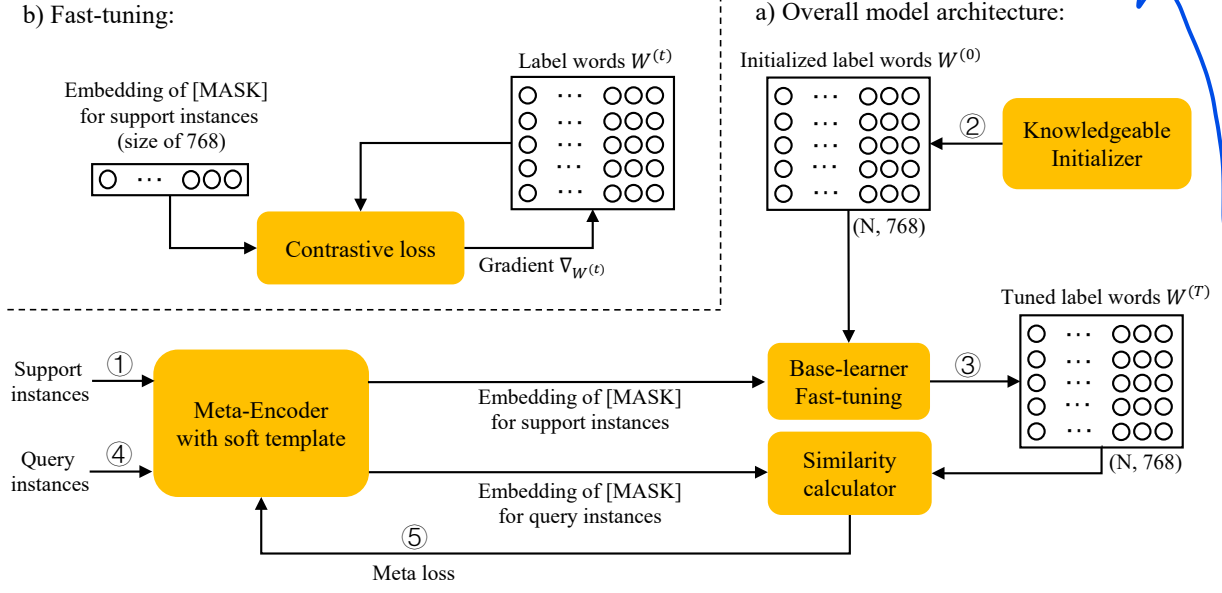 b) Fast-tuning:
Embedding of [MASK]
for support instances
(size of 768)
···
Label words W^(t)
···
···
···
···
···
Contrastive loss
Gradient ∇_W^(t)
a) Overall model architecture:
Initialized label words W^(0)
···
···
···
···
···
(N, 768)
②
Knowledgeable
Initializer
Tuned label words W^(T)
···
···
···
···
···
(N, 768)
Support
instances
①
Query
instances
④
Meta-Encoder
with soft template
Embedding of [MASK]
for support instances
Base-learner
Fast-tuning
③
Embedding of [MASK]
for query instances
Similarity
calculator
⑤
Meta loss